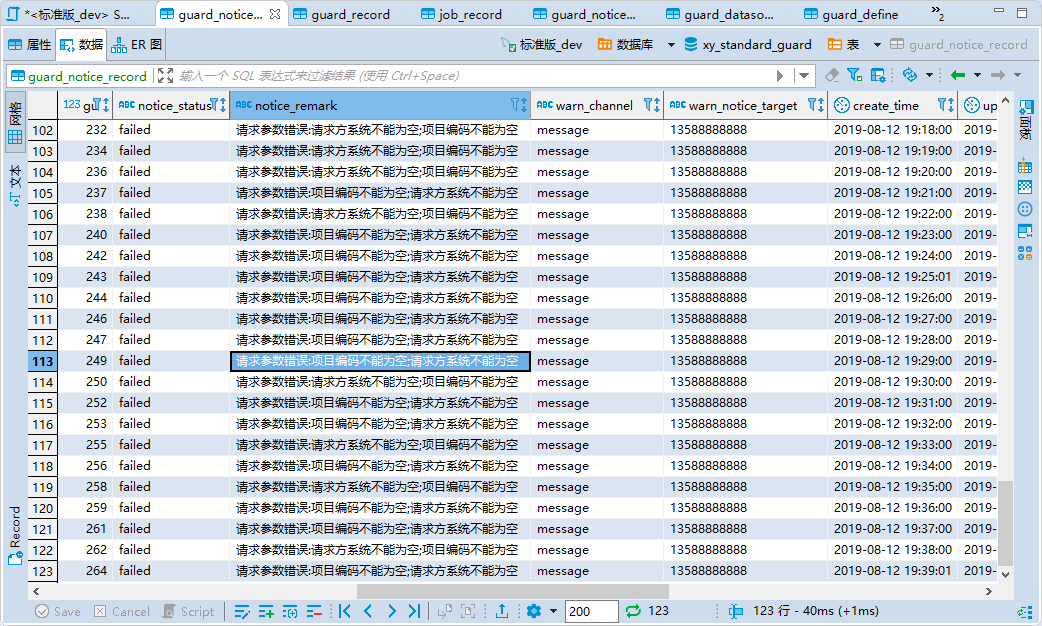 *<标准版_dev> S... guard_notice... guard_record job_record guard_notice... guard_dataso... guard_define »2
属性 数据 ER 图 标准版_dev 数据库 xy_standard_guard 表 guard_notice_record
guard_notice_record 输入一个 SQL 表达式来过滤结果 (使用 Ctrl+Space)
网格 文本 Record 面板
123 gu ABC notice_status ABC notice_remark ABC warn_channel ABC warn_notice_target create_time up
102 232 failed 请求参数错误:请求方系统不能为空;项目编码不能为空 message 13588888888 2019-08-12 19:18:00 2019-
103 234 failed 请求参数错误:请求方系统不能为空;项目编码不能为空 message 13588888888 2019-08-12 19:19:00 2019-
104 236 failed 请求参数错误:请求方系统不能为空;项目编码不能为空 message 13588888888 2019-08-12 19:20:00 2019-
105 237 failed 请求参数错误:项目编码不能为空;请求方系统不能为空 message 13588888888 2019-08-12 19:21:00 2019-
106 238 failed 请求参数错误:请求方系统不能为空;项目编码不能为空 message 13588888888 2019-08-12 19:22:00 2019-
107 240 failed 请求参数错误:请求方系统不能为空;项目编码不能为空 message 13588888888 2019-08-12 19:23:00 2019-
108 242 failed 请求参数错误:请求方系统不能为空;项目编码不能为空 message 13588888888 2019-08-12 19:24:00 2019-
109 243 failed 请求参数错误:项目编码不能为空;请求方系统不能为空 message 13588888888 2019-08-12 19:25:01 2019-
110 244 failed 请求参数错误:请求方系统不能为空;项目编码不能为空 message 13588888888 2019-08-12 19:26:00 2019-
111 246 failed 请求参数错误:项目编码不能为空;请求方系统不能为空 message 13588888888 2019-08-12 19:27:00 2019-
112 247 failed 请求参数错误:请求方系统不能为空;项目编码不能为空 message 13588888888 2019-08-12 19:28:00 2019-
113 249 failed 请求参数错误:项目编码不能为空;请求方系统不能为空 message 13588888888 2019-08-12 19:29:00 2019-
114 250 failed 请求参数错误:请求方系统不能为空;项目编码不能为空 message 13588888888 2019-08-12 19:30:00 2019-
115 252 failed 请求参数错误:请求方系统不能为空;项目编码不能为空 message 13588888888 2019-08-12 19:31:00 2019-
116 253 failed 请求参数错误:项目编码不能为空;请求方系统不能为空 message 13588888888 2019-08-12 19:32:00 2019-
117 255 failed 请求参数错误:项目编码不能为空;请求方系统不能为空 message 13588888888 2019-08-12 19:33:00 2019-
118 256 failed 请求参数错误:项目编码不能为空;请求方系统不能为空 message 13588888888 2019-08-12 19:34:00 2019-
119 258 failed 请求参数错误:项目编码不能为空;请求方系统不能为空 message 13588888888 2019-08-12 19:35:00 2019-
120 259 failed 请求参数错误:项目编码不能为空;请求方系统不能为空 message 13588888888 2019-08-12 19:36:00 2019-
121 261 failed 请求参数错误:请求方系统不能为空;项目编码不能为空 message 13588888888 2019-08-12 19:37:00 2019-
122 262 failed 请求参数错误:请求方系统不能为空;项目编码不能为空 message 13588888888 2019-08-12 19:38:00 2019-
123 264 failed 请求参数错误:请求方系统不能为空;项目编码不能为空 message 13588888888 2019-08-12 19:39:01 2019-
Save Cancel Script 200 123 123 行 - 40ms (+1ms)